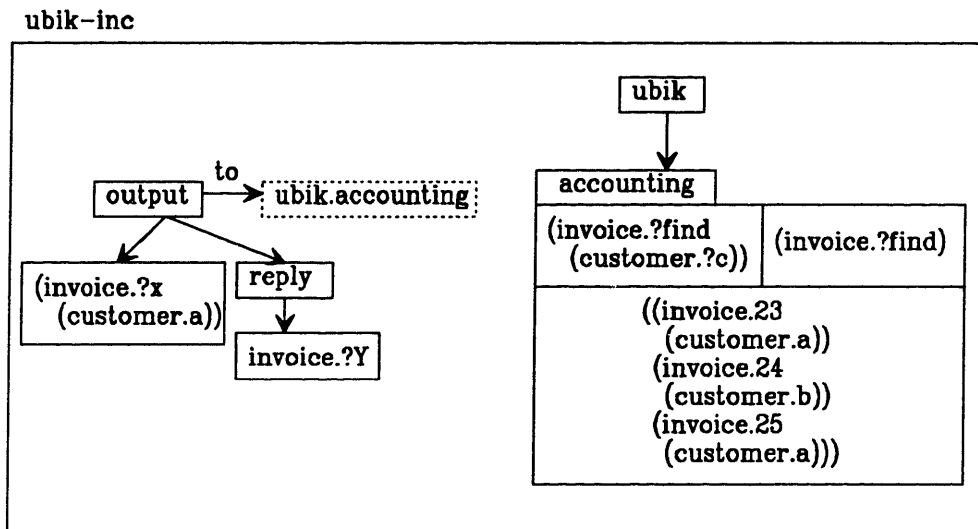 ubik-inc
output
to
ubik.accounting
(invoice.?x
(customer.a))
reply
invoice.?Y
ubik
accounting
(invoice.?find
(customer.?c))
(invoice.?find)
((invoice.23
(customer.a))
(invoice.24
(customer.b))
(invoice.25
(customer.a)))